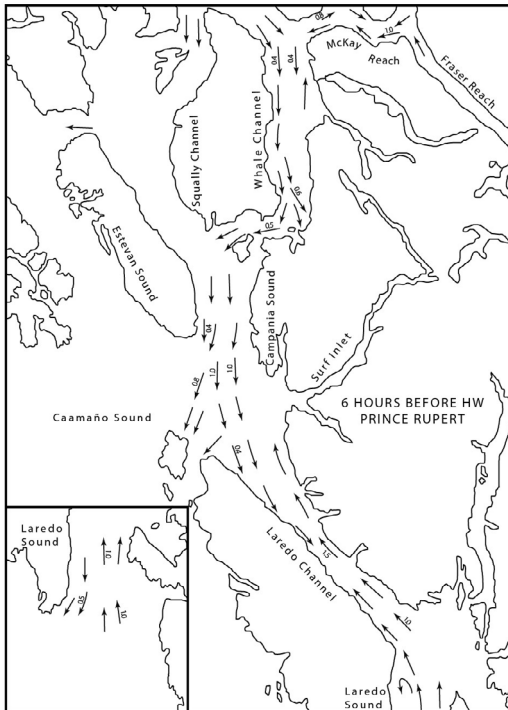 0.8
1.0
McKay
Reach
Fraser Reach
0.4
0.4
Squally Channel
Whale Channel
0.6
0.5
Estevan Sound
Campania Sound
Surf Inlet
0.4
1.0
1.0
0.8
6 HOURS BEFORE HW
PRINCE RUPERT
Caamaño Sound
0.4
Laredo Channel
1.5
1.0
Laredo
Sound
1.0
0.5
1.0
Laredo
Sound